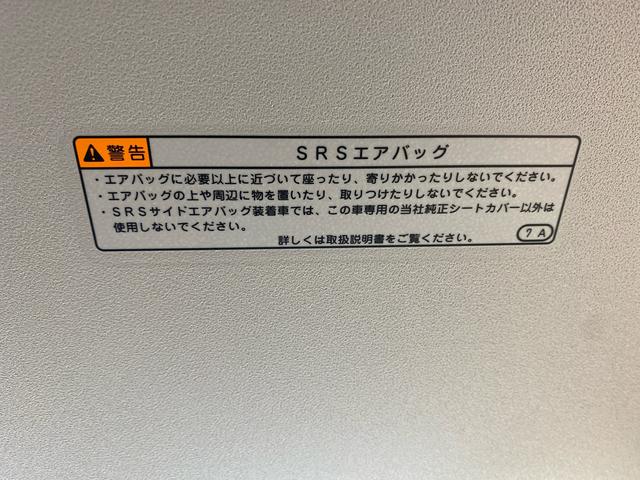 警告 SRSエアバッグ
・エアバッグに必要以上に近づいて座ったり、寄りかかったりしないでください。
・エアバッグの上や周辺に物を置いたり、取りつけたりしないでください。
・SRSサイドエアバッグ装着車では、この車専用の当社純正シートカバー以外は
使用しないでください。
詳しくは取扱説明書をご覧ください。 7A